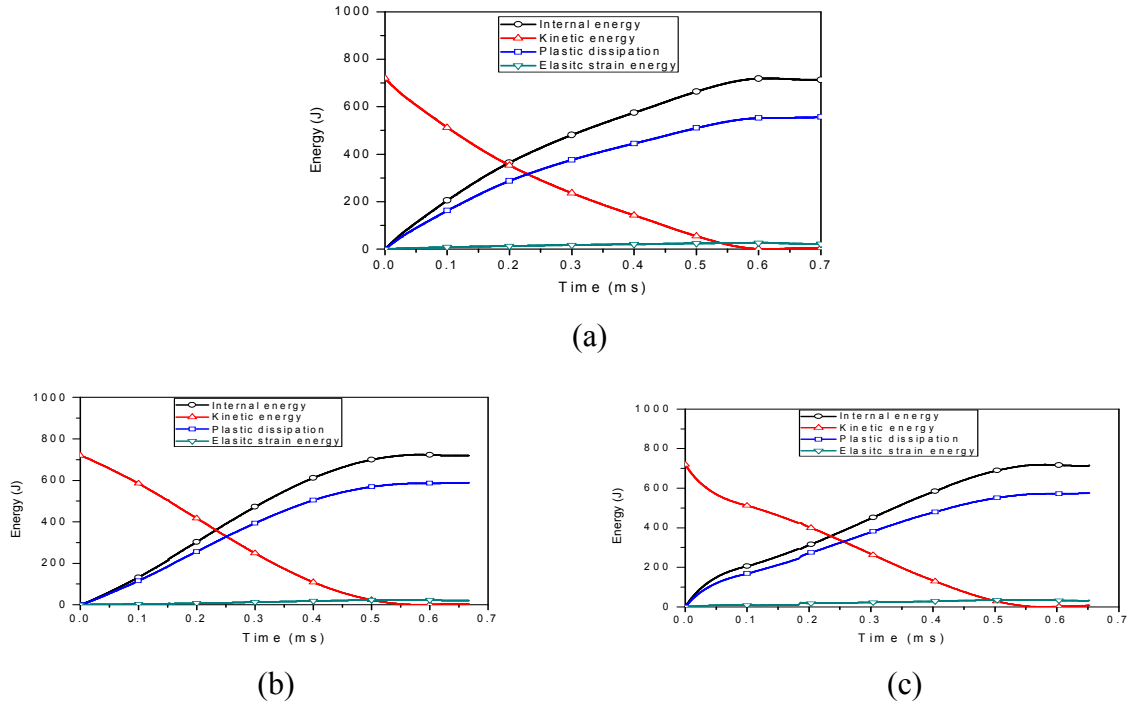 1000
800
600
400
200
0
Energy (J)
Internal energy
Kinetic energy
Plastic dissipation
Elasitc strain energy
0.0 0.1 0.2 0.3 0.4 0.5 0.6 0.7
Time (ms)
(a)
1000
800
600
400
200
0
Energy (J)
Internal energy
Kinetic energy
Plastic dissipation
Elasitc strain energy
0.0 0.1 0.2 0.3 0.4 0.5 0.6 0.7
Time (ms)
(b)
1000
800
600
400
200
0
Energy (J)
Internal energy
Kinetic energy
Plastic dissipation
Elasitc strain energy
0.0 0.1 0.2 0.3 0.4 0.5 0.6 0.7
Time (ms)
(c)